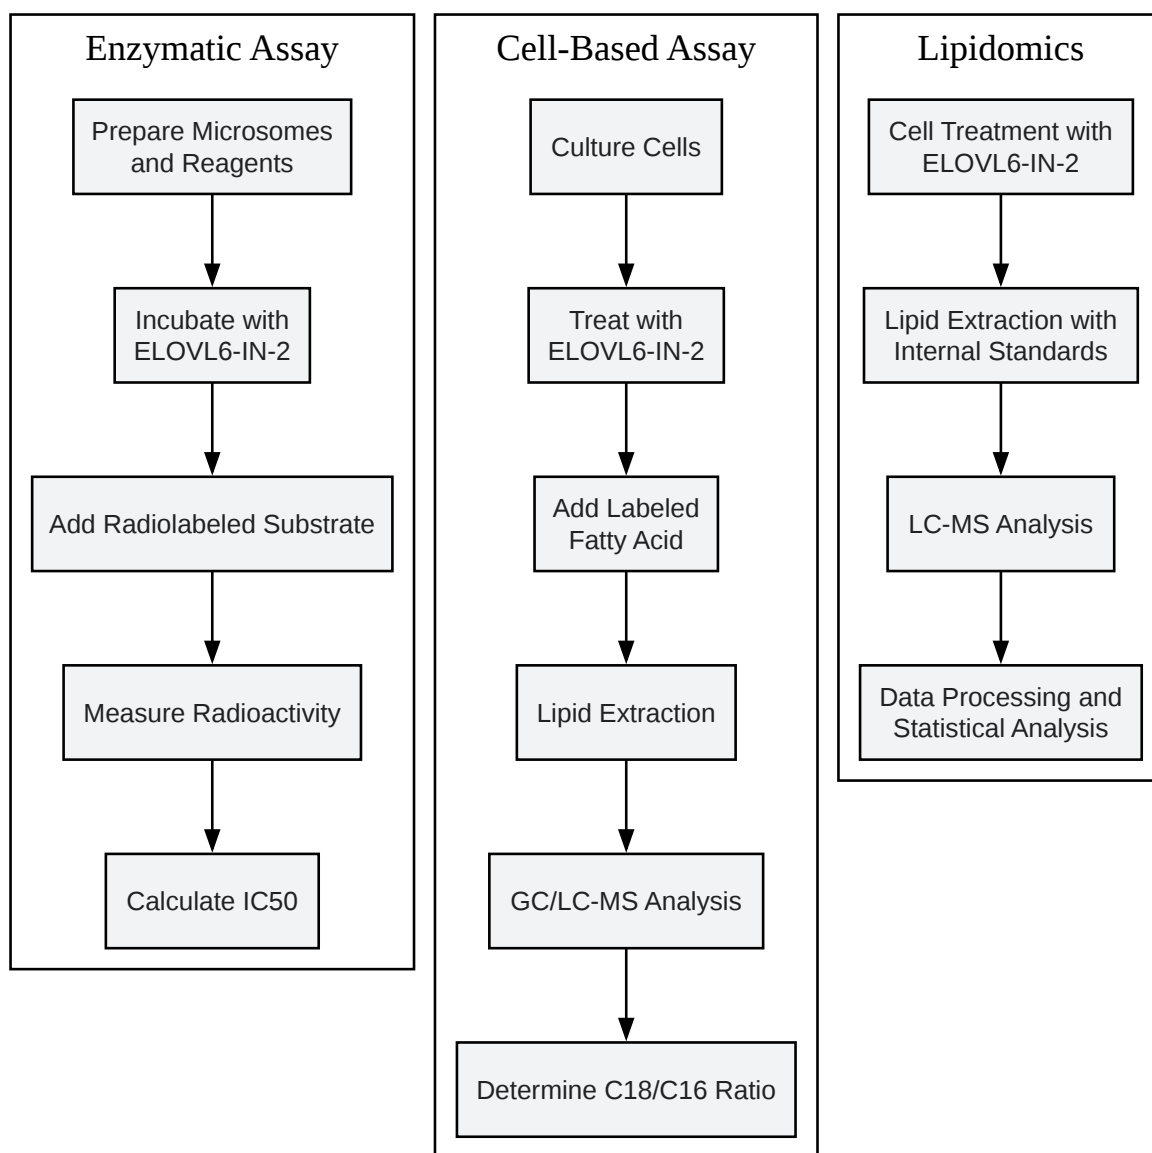 Enzymatic Assay
Prepare Microsomes
and Reagents
Incubate with
ELOVL6-IN-2
Add Radiolabeled Substrate
Measure Radioactivity
Calculate IC50
Cell-Based Assay
Culture Cells
Treat with
ELOVL6-IN-2
Add Labeled
Fatty Acid
Lipid Extraction
GC/LC-MS Analysis
Determine C18/C16 Ratio
Lipidomics
Cell Treatment with
ELOVL6-IN-2
Lipid Extraction with
Internal Standards
LC-MS Analysis
Data Processing and
Statistical Analysis